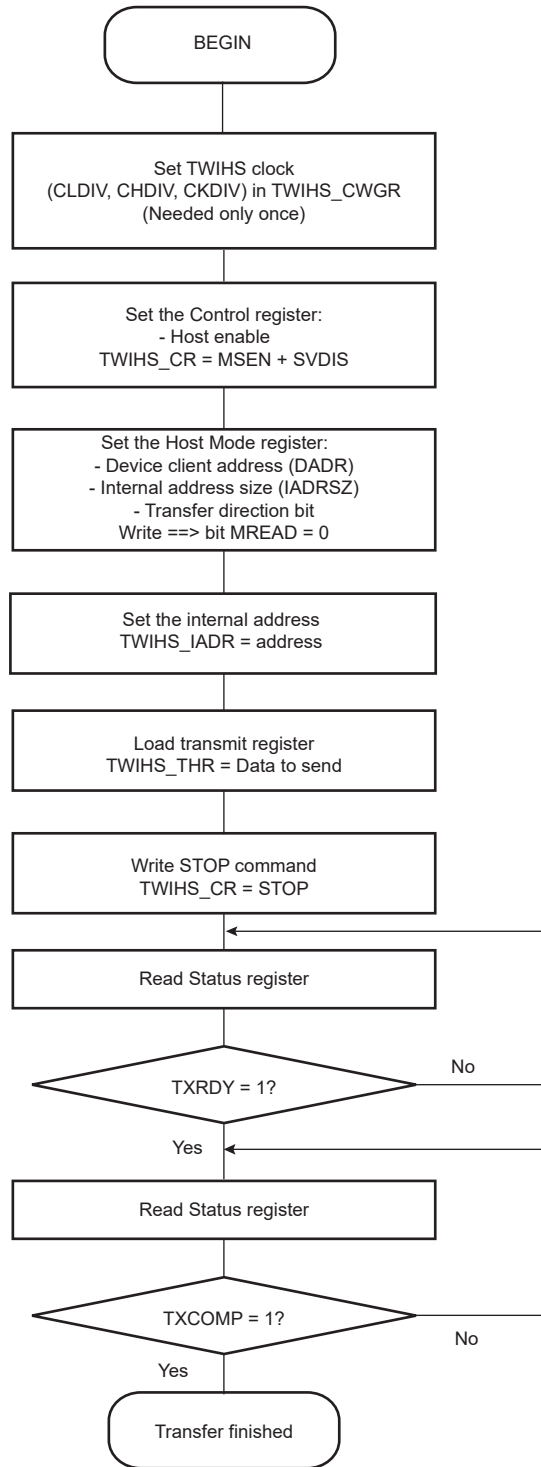 BEGIN
Set TWIHS clock
(CLDIV, CHDIV, CKDIV) in TWIHS_CWGR
(Needed only once)
Set the Control register:
- Host enable
TWIHS_CR = MSEN + SVDIS
Set the Host Mode register:
- Device client address (DADR)
- Internal address size (IADRSZ)
- Transfer direction bit
Write ==> bit MREAD = 0
Set the internal address
TWIHS_IADR = address
Load transmit register
TWIHS_THR = Data to send
Write STOP command
TWIHS_CR = STOP
Read Status register
TXRDY = 1?
No
Yes
Read Status register
TXCOMP = 1?
No
Yes
Transfer finished